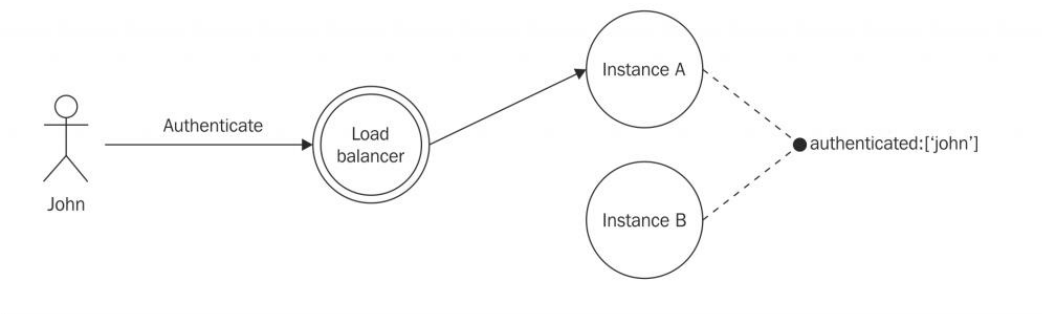 John
Authenticate
Load
balancer
Instance A
Instance B
authenticated:[‘john’]